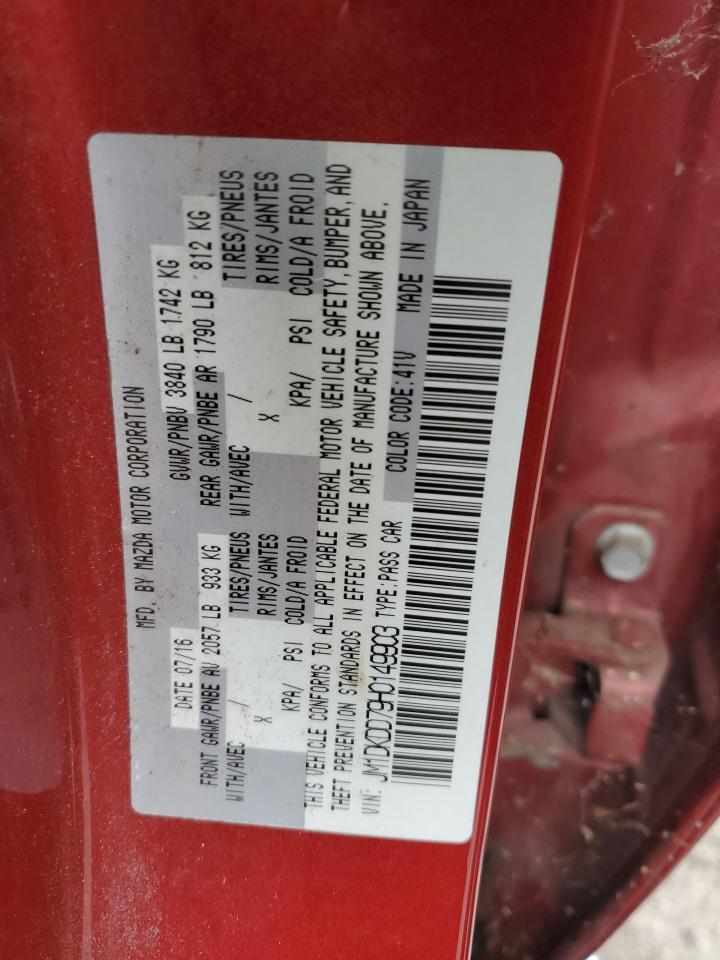 MFD. BY MAZDA MOTOR CORPORATION
DATE 07/16 GVWR/PNBV 3840 LB 1742 KG
FRONT GAWR/PNBE AV 2057 LB 933 KG REAR GAWR/PNBE AR 1790 LB 812 KG
WITH/AVEC / TIRES/PNEUS WITH/AVEC / TIRES/PNEUS
X RIMS/JANTES X RIMS/JANTES
KPA/ PSI COLD/A FROID KPA/ PSI COLD/A FROID
THIS VEHICLE CONFORMS TO ALL APPLICABLE FEDERAL MOTOR VEHICLE SAFETY, BUMPER, AND
THEFT PREVENTION STANDARDS IN EFFECT ON THE DATE OF MANUFACTURE SHOWN ABOVE.
VIN: JM1DKDD79H0149903 TYPE:PASS CAR COLOR CODE:41V MADE IN JAPAN